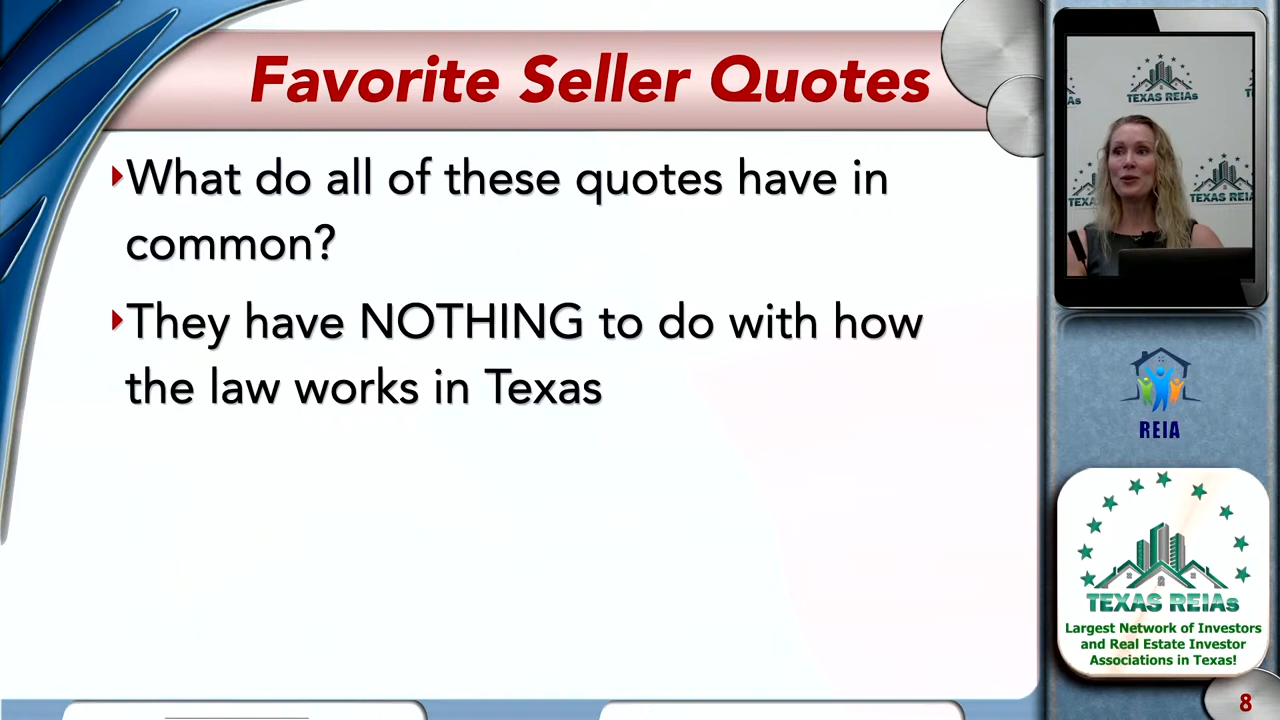 Favorite Seller Quotes
What do all of these quotes have in
common?
They have NOTHING to do with how
the law works in Texas
TEXAS REIAs
TEXAS REIA
TEXAS
REIA
TEXAS REIAs
Largest Network of Investors
and Real Estate Investor
Associations in Texas!
8